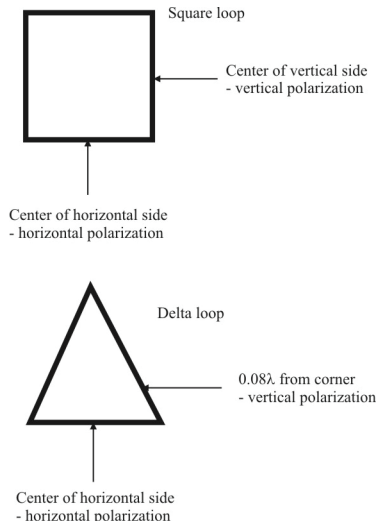 Square loop
Center of vertical side
- vertical polarization
Center of horizontal side
- horizontal polarization
Delta loop
0.08λ from corner
- vertical polarization
Center of horizontal side
- horizontal polarization